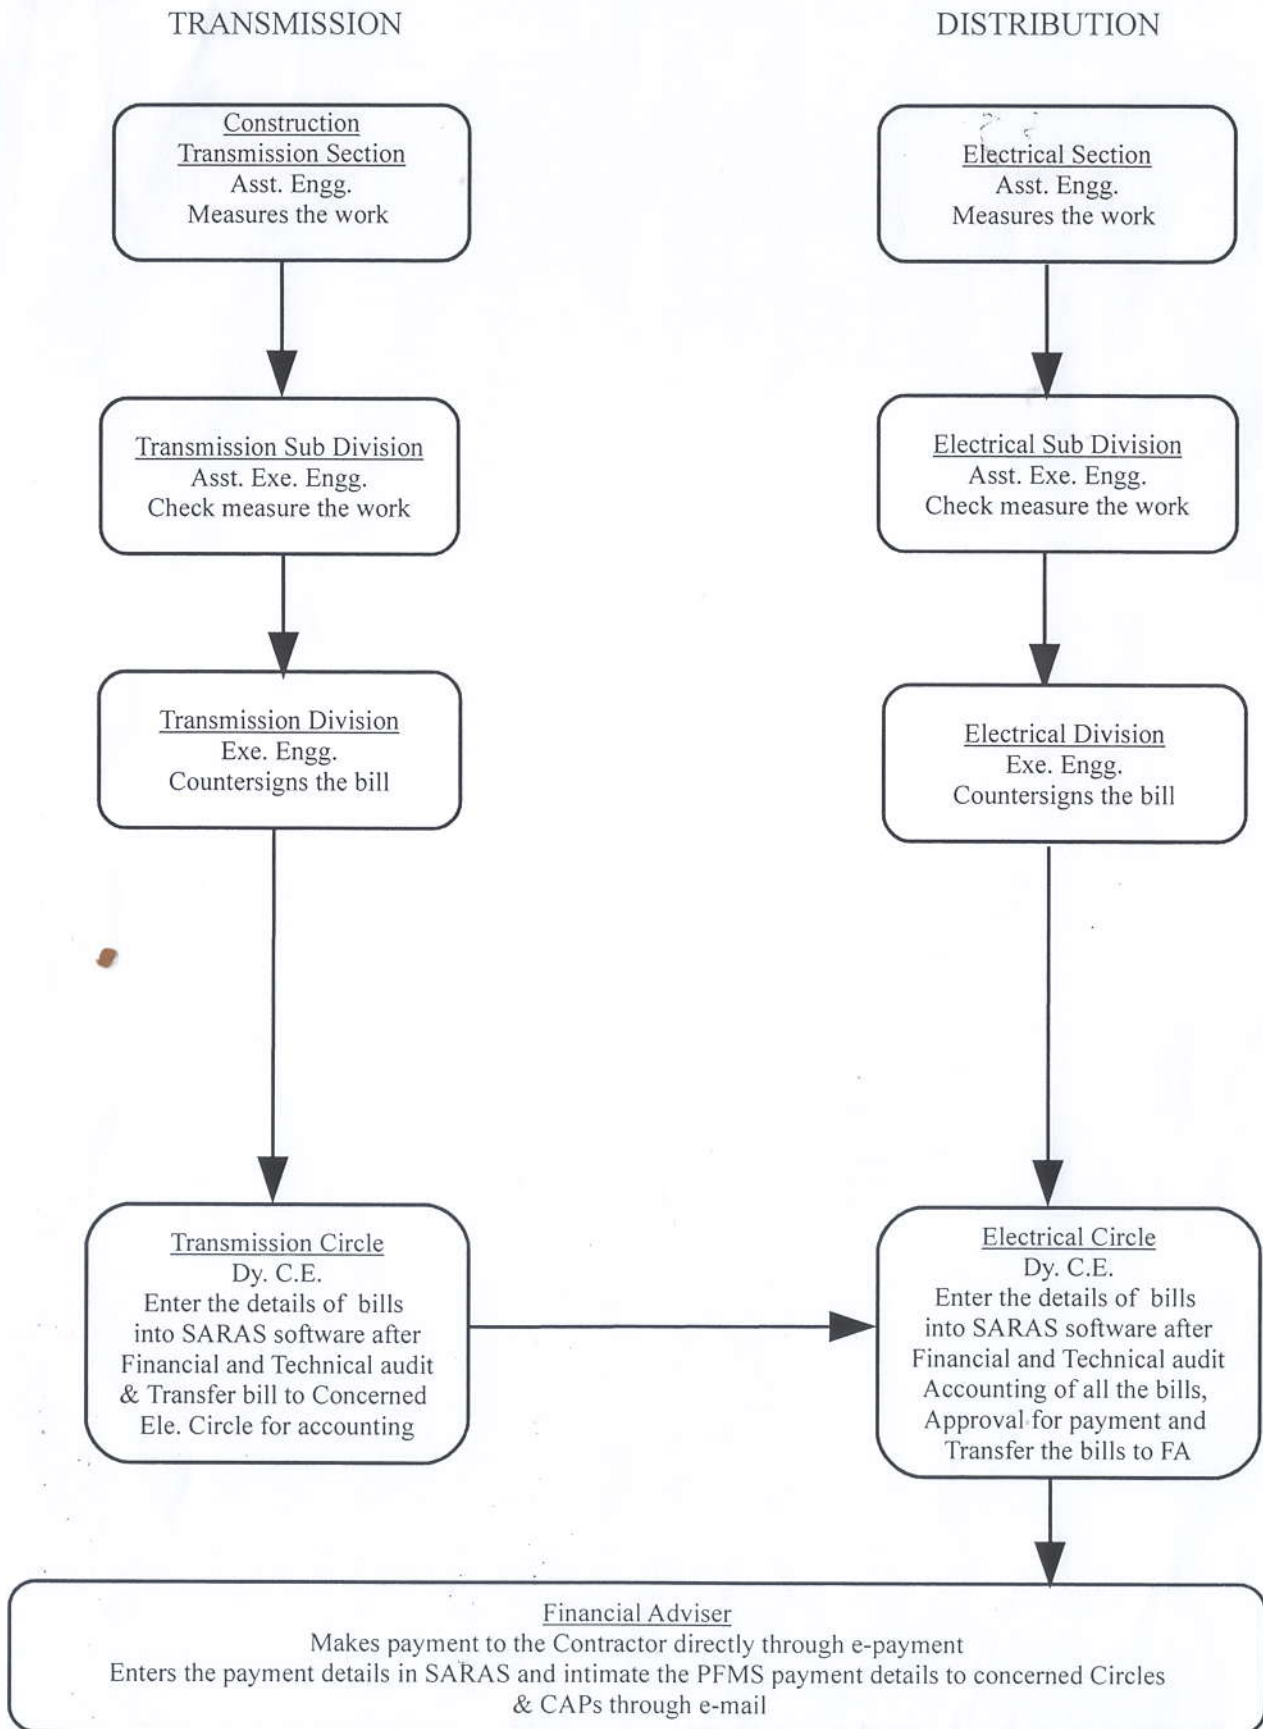 TRANSMISSION
DISTRIBUTION
Construction
Transmission Section
Asst. Engg.
Measures the work
Electrical Section
Asst. Engg.
Measures the work
Transmission Sub Division
Asst. Exe. Engg.
Check measure the work
Electrical Sub Division
Asst. Exe. Engg.
Check measure the work
Transmission Division
Exe. Engg.
Countersigns the bill
Electrical Division
Exe. Engg.
Countersigns the bill
Transmission Circle
Dy. C.E.
Enter the details of bills
into SARAS software after
Financial and Technical audit
& Transfer bill to Concerned
Ele. Circle for accounting
Electrical Circle
Dy. C.E.
Enter the details of bills
into SARAS software after
Financial and Technical audit
Accounting of all the bills,
Approval for payment and
Transfer the bills to FA
Financial Adviser
Makes payment to the Contractor directly through e-payment
Enters the payment details in SARAS and intimate the PFMS payment details to concerned Circles
& CAPs through e-mail